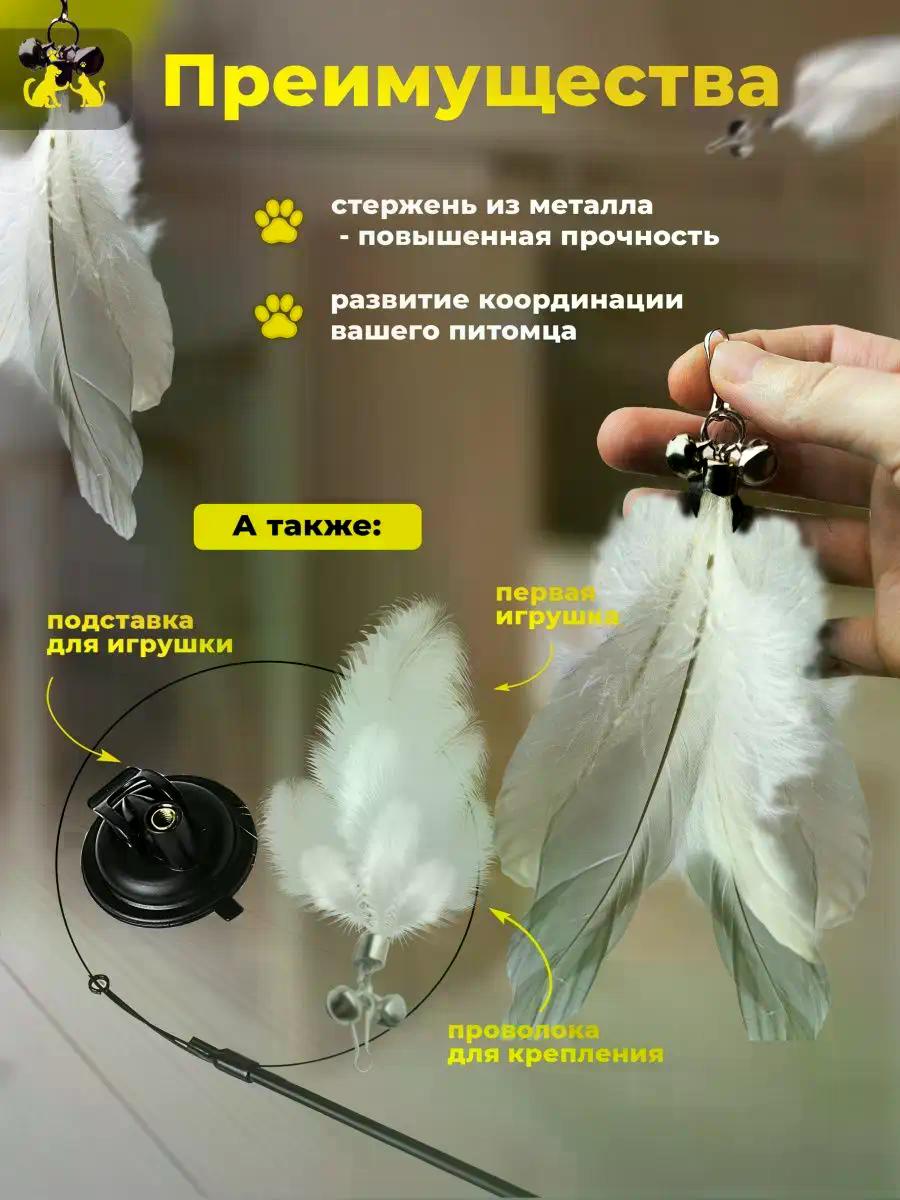 Преимущества
стержень из металла
- повышенная прочность
развитие координации
вашего питомца
А также:
подставка
для игрушки
первая
игрушка
проволока
для крепления